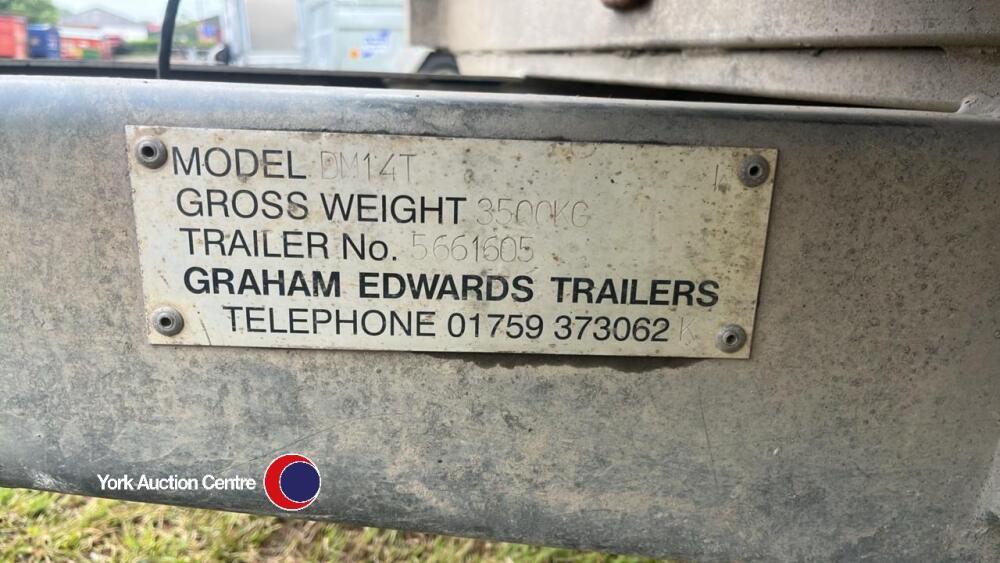 MODEL DM14T
GROSS WEIGHT 3500KG
TRAILER No. 5661605
GRAHAM EDWARDS TRAILERS
TELEPHONE 01759 373062 K
York Auction Centre